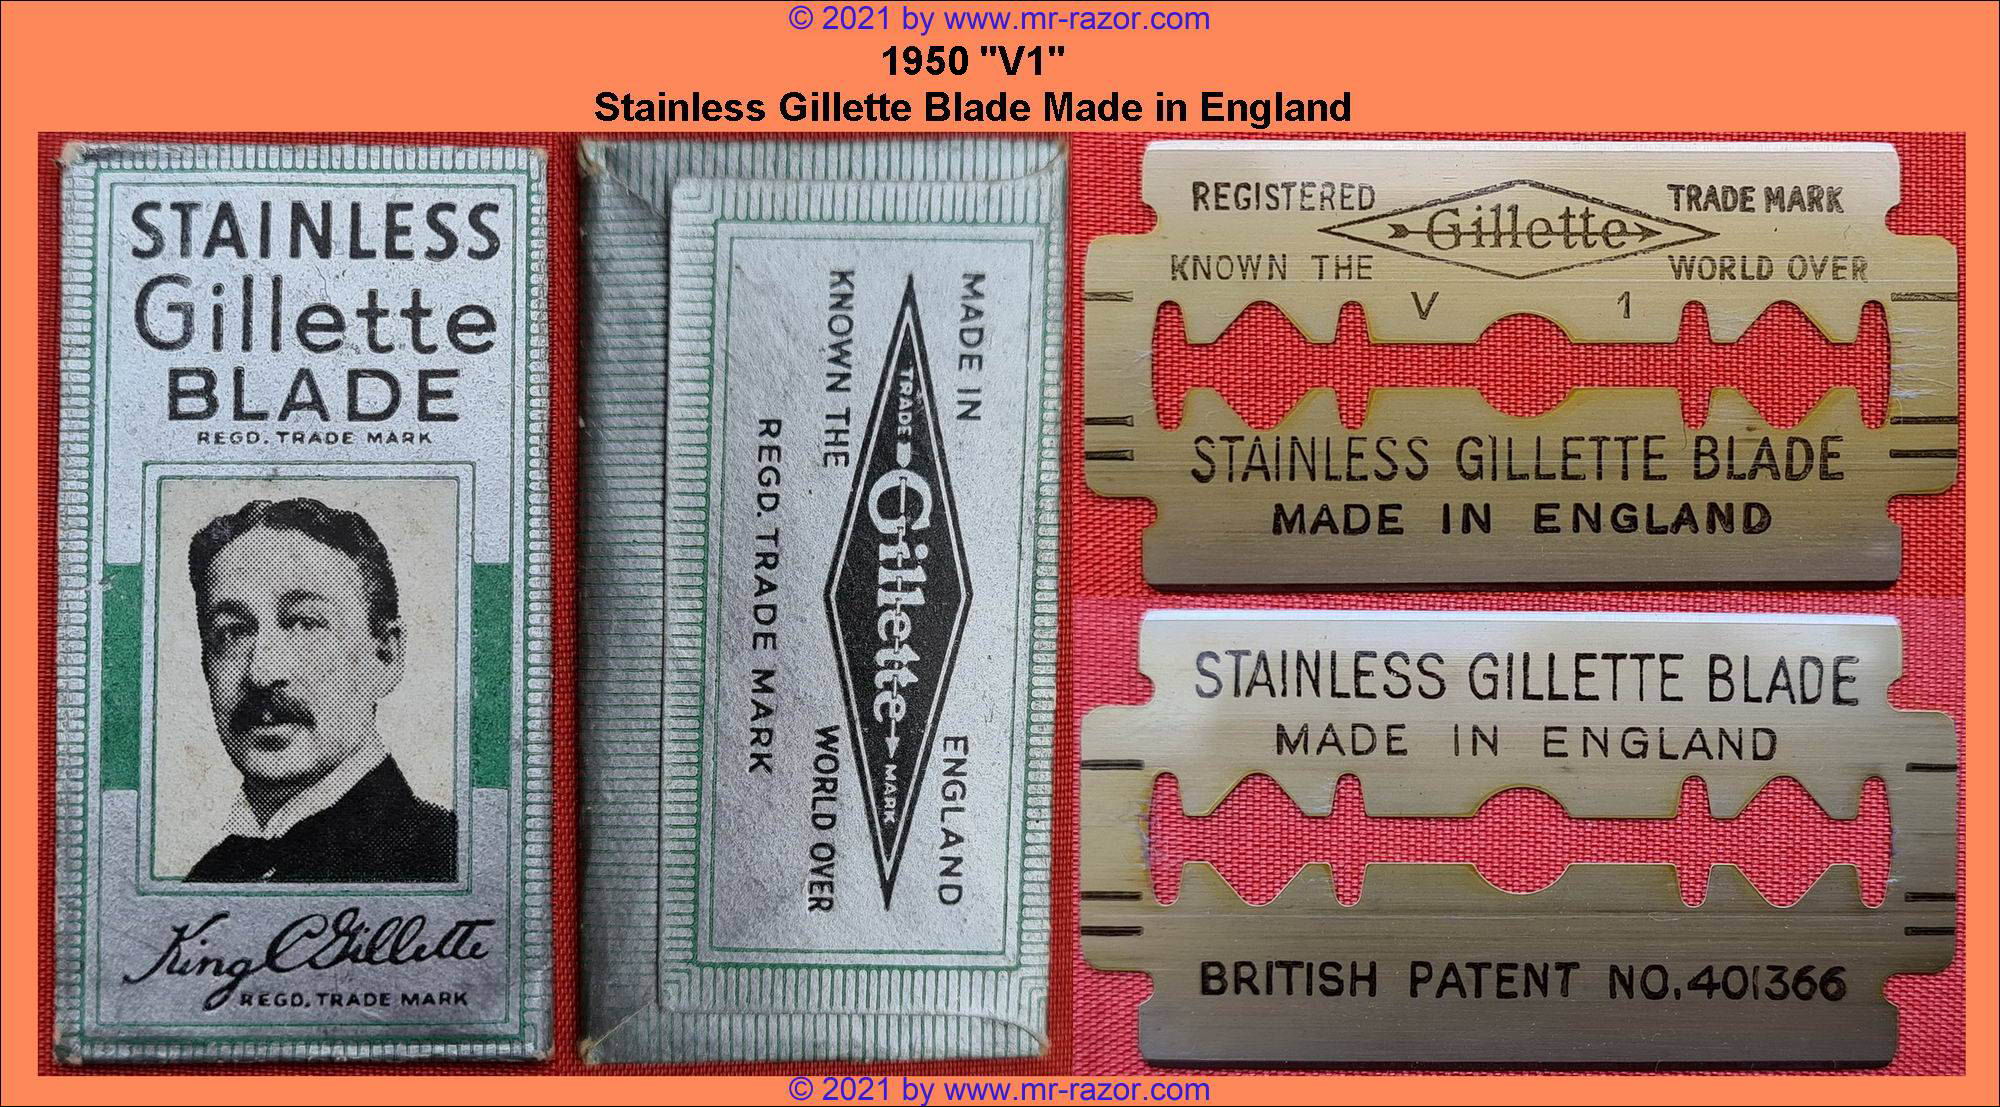 © 2021 by www.mr-razor.com
1950 "V1"
Stainless Gillette Blade Made in England
STAINLESS
Gillette
BLADE
REGD. TRADE MARK
King C Gillette
REGD. TRADE MARK
MADE IN ENGLAND
TRADE Gillette MARK
KNOWN THE WORLD OVER
REGD. TRADE MARK
REGISTERED Gillette TRADE MARK
KNOWN THE WORLD OVER
V 1
STAINLESS GILLETTE BLADE
MADE IN ENGLAND
STAINLESS GILLETTE BLADE
MADE IN ENGLAND
BRITISH PATENT NO. 401366
© 2021 by www.mr-razor.com